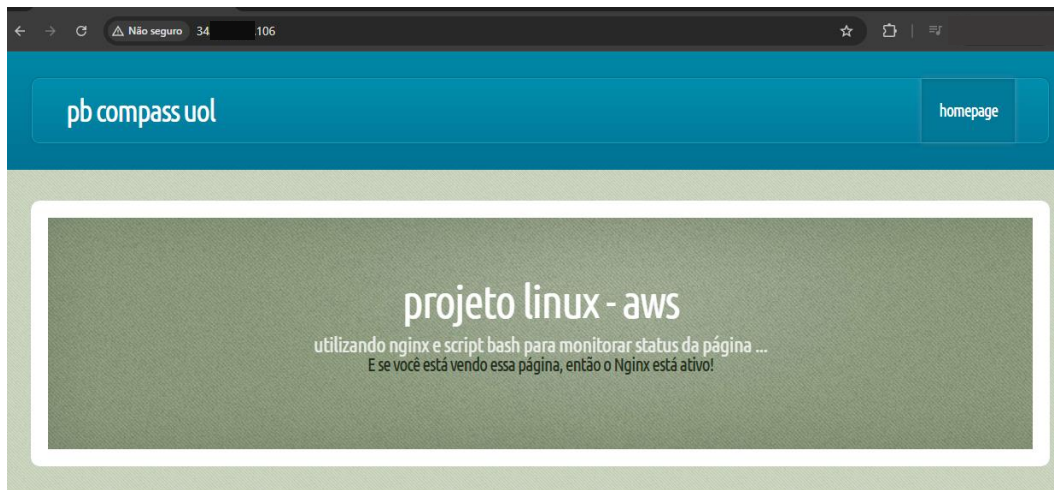 Não seguro 34 .106
pb compass uol
homepage
projeto linux - aws
utilizando nginx e script bash para monitorar status da página ...
E se você está vendo essa página, então o Nginx está ativo!